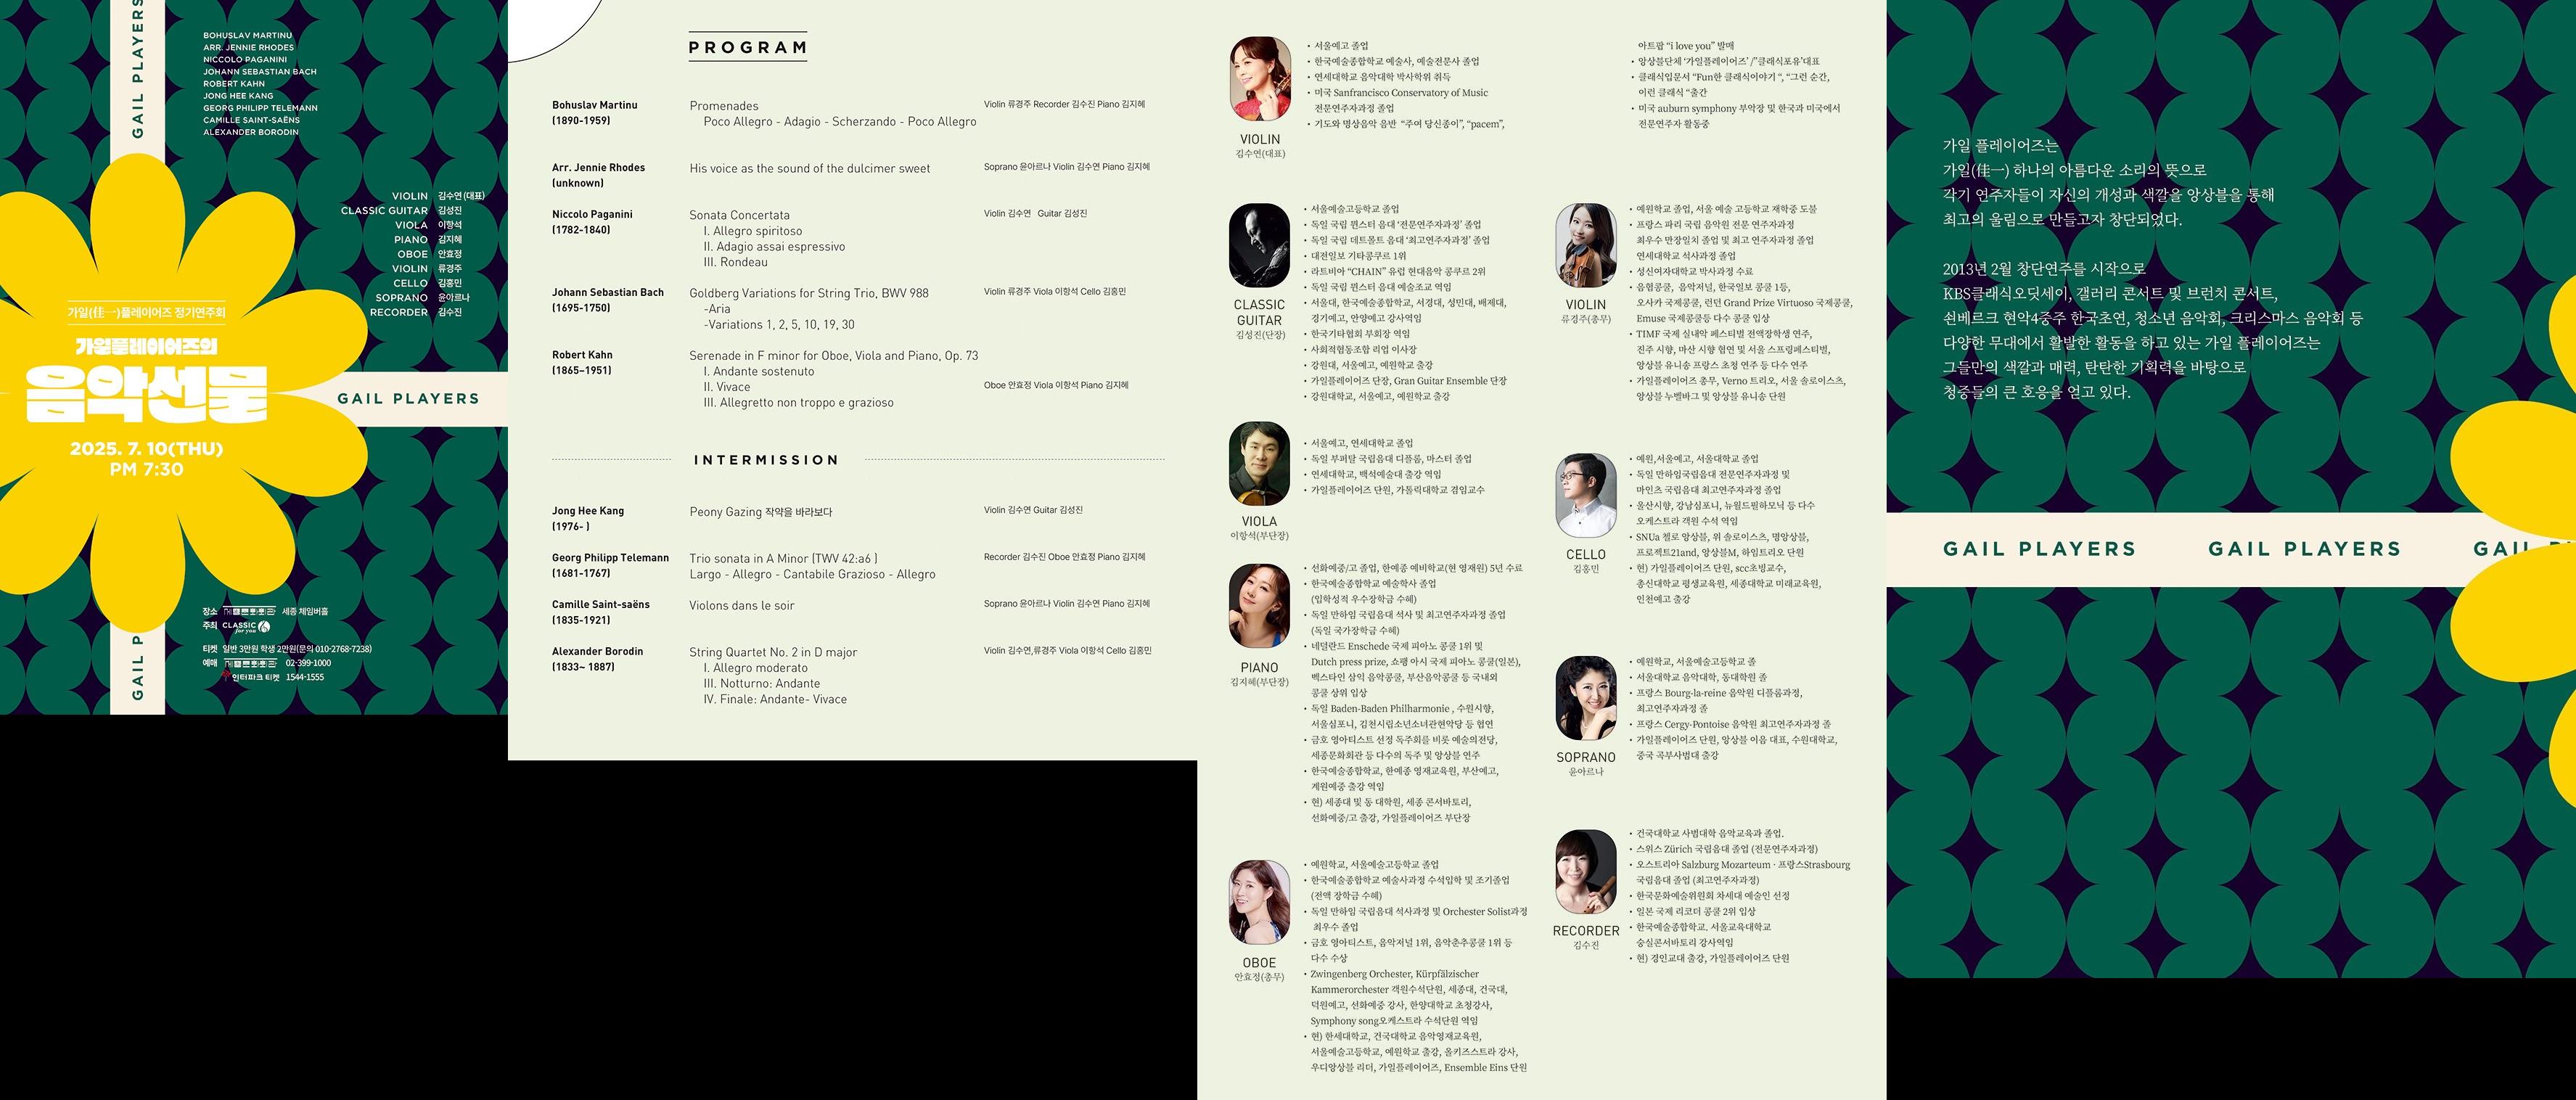 GAIL PLAYERS
BOHUSLAV MARTINU
ARR. JENNIE RHODES
NICCOLO PAGANINI
JOHANN SEBASTIAN BACH
ROBERT KAHN
JONG HEE KANG
GEORG PHILIPP TELEMANN
CAMILLE SAINT-SAËNS
ALEXANDER BORODIN
VIOLIN 김수연(대표)
CLASSIC GUITAR 김성진
VIOLA 이항석
PIANO 김지혜
OBOE 안효정
VIOLIN 류경주
CELLO 김홍민
SOPRANO 윤아르나
RECORDER 김수진
가일(佳一)플레이어즈 정기연주회
가일플레이어즈의
음악선물
GAIL PLAYERS
2025. 7. 10(THU)
PM 7:30
장소 세종 체임버홀
주최 CLASSIC for you
티켓 일반 3만원 학생 2만원(문의 010-2768-7238)
예매 02-399-1000
인터파크 티켓 1544-1555
GAIL P
PROGRAM
Bohuslav Martinu Promenades Violin 류경주 Recorder 김수진 Piano 김지혜
(1890-1959) Poco Allegro - Adagio - Scherzando - Poco Allegro
Arr. Jennie Rhodes His voice as the sound of the dulcimer sweet Soprano 윤아르나 Violin 김수연 Piano 김지혜
(unknown)
Niccolo Paganini Sonata Concertata Violin 김수연 Guitar 김성진
(1782-1840) I. Allegro spiritoso
II. Adagio assai espressivo
III. Rondeau
Johann Sebastian Bach Goldberg Variations for String Trio, BWV 988 Violin 류경주 Viola 이항석 Cello 김홍민
(1695-1750) -Aria
-Variations 1, 2, 5, 10, 19, 30
Robert Kahn Serenade in F minor for Oboe, Viola and Piano, Op. 73
(1865–1951) I. Andante sostenuto
II. Vivace Oboe 안효정 Viola 이항석 Piano 김지혜
III. Allegretto non troppo e grazioso
INTERMISSION
Jong Hee Kang Peony Gazing 작약을 바라보다 Violin 김수연 Guitar 김성진
(1976- )
Georg Philipp Telemann Trio sonata in A Minor (TWV 42:a6 ) Recorder 김수진 Oboe 안효정 Piano 김지혜
(1681-1767) Largo - Allegro - Cantabile Grazioso - Allegro
Camille Saint-saëns Violons dans le soir Soprano 윤아르나 Violin 김수연 Piano 김지혜
(1835-1921)
Alexander Borodin String Quartet No. 2 in D major Violin 김수연,류경주 Viola 이항석 Cello 김홍민
(1833~ 1887) I. Allegro moderato
III. Notturno: Andante
IV. Finale: Andante- Vivace
VIOLIN
김수연(대표)
• 서울예고 졸업
• 한국예술종합학교 예술사, 예술전문사 졸업
• 연세대학교 음악대학 박사학위 취득
• 미국 Sanfrancisco Conservatory of Music
전문연주자과정 졸업
• 기도와 명상음악 음반 “주여 당신종이”, “pacem”,
아트팝 “i love you” 발매
• 앙상블단체 ‘가일플레이어즈’ /‘클래식포유’대표
• 클래식입문서 “Fun한 클래식이야기 “, “그런 순간,
이런 클래식 “출간
• 미국 auburn symphony 부악장 및 한국과 미국에서
전문연주자 활동중
CLASSIC
GUITAR
김성진(단장)
• 서울예술고등학교 졸업
• 독일 국립 뮌스터 음대 ‘전문연주자과정’ 졸업
• 독일 국립 데트몰트 음대 ‘최고연주자과정’ 졸업
• 대전일보 기타콩쿠르 1위
• 라트비아 “CHAIN” 유럽 현대음악 콩쿠르 2위
• 독일 국립 뮌스터 음대 예술조교 역임
• 서울대, 한국예술종합학교, 서경대, 성민대, 배제대,
경기예고, 안양예고 강사역임
• 한국기타협회 부회장 역임
• 사회적협동조합 리업 이사장
• 강원대, 서울예고, 예원학교 출강
• 가일플레이어즈 단장, Gran Guitar Ensemble 단장
• 강원대학교, 서울예고, 예원학교 출강
VIOLA
이항석(부단장)
• 서울예고, 연세대학교 졸업
• 독일 부퍼탈 국립음대 디플롬, 마스터 졸업
• 연세대학교, 백석예술대 출강 역임
• 가일플레이어즈 단원, 가톨릭대학교 겸임교수
PIANO
김지혜(부단장)
• 선화예중/고 졸업, 한예종 예비학교(현 영재원) 5년 수료
• 한국예술종합학교 예술학사 졸업
(입학성적 우수장학금 수혜)
• 독일 만하임 국립음대 석사 및 최고연주자과정 졸업
(독일 국가장학금 수혜)
• 네덜란드 Enschede 국제 피아노 콩쿨 1위 및
Dutch press prize, 쇼팽 아시 국제 피아노 콩쿨(일본),
벡스타인 삼익 음악콩쿨, 부산음악콩쿨 등 국내외
콩쿨 상위 입상
• 독일 Baden-Baden Philharmonie , 수원시향,
서울심포니, 김천시립소년소녀관현악당 등 협연
• 금호 영아티스트 선정 독주회를 비롯 예술의전당,
세종문화회관 등 다수의 독주 및 앙상블 연주
• 한국예술종합학교, 한예종 영재교육원, 부산예고,
계원예중 출강 역임
• 현) 세종대 및 동 대학원, 세종 콘서바토리,
선화예중/고 출강, 가일플레이어즈 부단장
OBOE
안효정(총무)
• 예원학교, 서울예술고등학교 졸업
• 한국예술종합학교 예술사과정 수석입학 및 조기졸업
(전액 장학금 수혜)
• 독일 만하임 국립음대 석사과정 및 Orchester Solist과정
최우수 졸업
• 금호 영아티스트, 음악저널 1위, 음악춘추콩쿨 1위 등
다수 수상
• Zwingenberg Orchester, Kürpfälzischer
Kammerorchester 객원수석단원, 세종대, 건국대,
덕원예고, 선화예중 강사, 한양대학교 초청강사,
Symphony song오케스트라 수석단원 역임
• 현) 한세대학교, 건국대학교 음악영재교육원,
서울예술고등학교, 예원학교 출강, 올키즈스트라 강사,
우디앙상블 리더, 가일플레이어즈, Ensemble Eins 단원
VIOLIN
류경주(총무)
• 예원학교 졸업, 서울 예술 고등학교 재학중 도불
• 프랑스 파리 국립 음악원 전문 연주자과정
최우수 만장일치 졸업 및 최고 연주자과정 졸업
연세대학교 석사과정 졸업
• 성신여자대학교 박사과정 수료
• 음협콩쿨, 음악저널, 한국일보 콩쿨 1등,
오사카 국제콩쿨, 런던 Grand Prize Virtuoso 국제콩쿨,
Emuse 국제콩쿨등 다수 콩쿨 입상
• TIMF 국제 실내악 페스티벌 전액장학생 연주,
진주 시향, 마산 시향 협연 및 서울 스프링페스티벌,
앙상블 유니송 프랑스 초청 연주 등 다수 연주
• 가일플레이어즈 총무, Verno 트리오, 서울 솔로이스츠,
앙상블 누벨바그 및 앙상블 유니송 단원
CELLO
김홍민
• 예원,서울예고, 서울대학교 졸업
• 독일 만하임국립음대 전문연주자과정 및
마인츠 국립음대 최고연주자과정 졸업
• 울산시향, 강남심포니, 뉴월드필하모닉 등 다수
오케스트라 객원 수석 역임
• SNUa 첼로 앙상블, 위 솔로이스츠, 명앙상블,
프로젝트21and, 앙상블M, 하임트리오 단원
• 현) 가일플레이어즈 단원, scc초빙교수,
총신대학교 평생교육원, 세종대학교 미래교육원,
인천예고 출강
SOPRANO
윤아르나
• 예원학교, 서울예술고등학교 졸
• 서울대학교 음악대학, 동대학원 졸
• 프랑스 Bourg-la-reine 음악원 디플롬과정,
최고연주자과정 졸
• 프랑스 Cergy-Pontoise 음악원 최고연주자과정 졸
• 가일플레이어즈 단원, 앙상블 이음 대표, 수원대학교,
중국 곡부사범대 출강
RECORDER
김수진
• 건국대학교 사범대학 음악교육과 졸업.
• 스위스 Zürich 국립음대 졸업 (전문연주자과정)
• 오스트리아 Salzburg Mozarteum · 프랑스Strasbourg
국립음대 졸업 (최고연주자과정)
• 한국문화예술위원회 차세대 예술인 선정
• 일본 국제 리코더 콩쿨 2위 입상
• 한국예술종합학교. 서울교육대학교
숭실콘서바토리 강사역임
• 현) 경인교대 출강, 가일플레이어즈 단원
가일 플레이어즈는
가일(佳一) 하나의 아름다운 소리의 뜻으로
각기 연주자들이 자신의 개성과 색깔을 앙상블을 통해
최고의 울림으로 만들고자 창단되었다.
2013년 2월 창단연주를 시작으로
KBS클래식오딧세이, 갤러리 콘서트 및 브런치 콘서트,
쇤베르크 현악4중주 한국초연, 청소년 음악회, 크리스마스 음악회 등
다양한 무대에서 활발한 활동을 하고 있는 가일 플레이어즈는
그들만의 색깔과 매력, 탄탄한 기획력을 바탕으로
청중들의 큰 호응을 얻고 있다.
GAIL PLAYERS GAIL PLAYERS GAIL PL